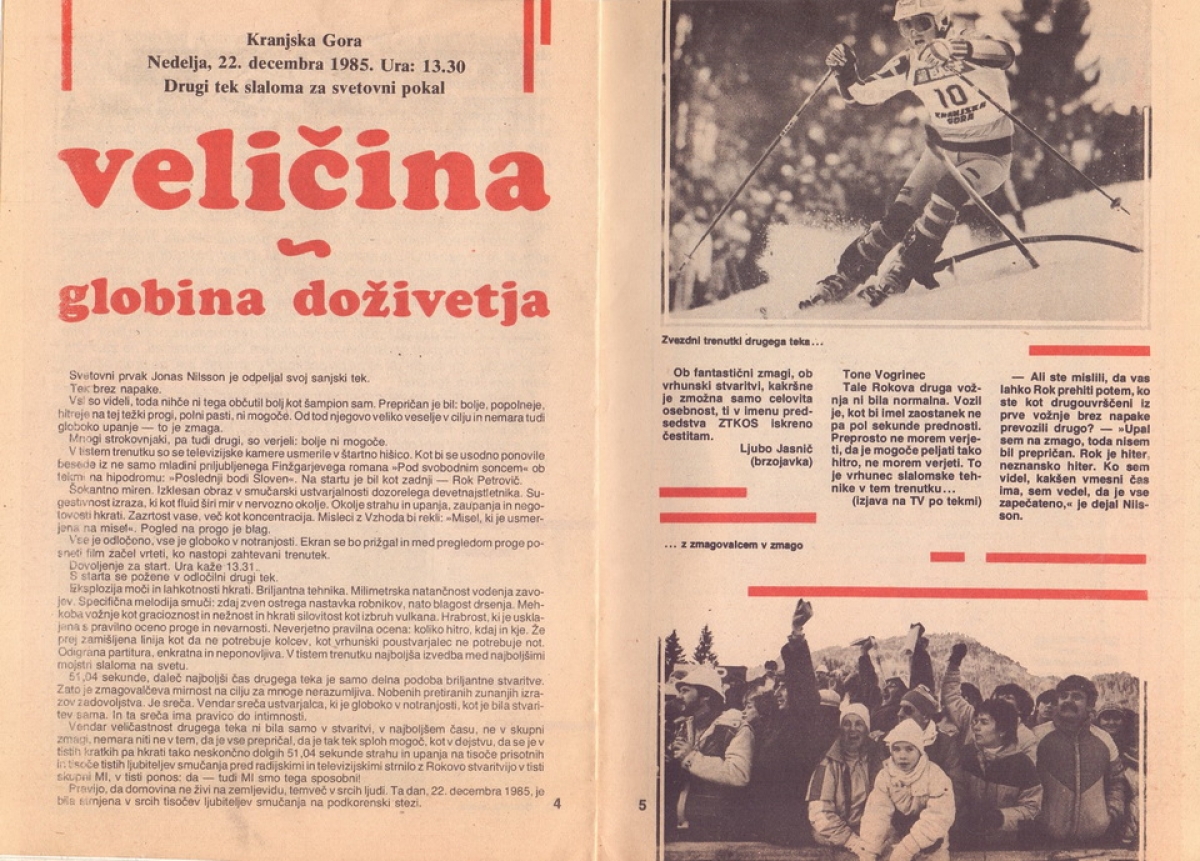 Kranjska Gora
Nedelja, 22. decembra 1985. Ura: 13.30
Drugi tek slaloma za svetovni pokal
veličina
~
globina doživetja
Svetovni prvak Jonas Nilsson je odpeljal svoj sanjski tek.
Tek brez napake.
Vsi so videli, toda nihče ni tega občutil bolj kot šampion sam. Prepričan je bil: bolje, popolneje,
hitreje na tej težki progi, polni pasti, ni mogoče. Od tod njegovo veliko veselje v cilju in nemara tudi
globoko upanje — to je zmaga.
Mnogi strokovnjaki, pa tudi drugi, so verjeli: bolje ni mogoče.
V tistem trenutku so se televizijske kamere usmerile v štartno hišico. Kot bi se usodno ponovile
besede iz ne samo mladini priljubljenega Finžgarjevega romana »Pod svobodnim soncem« ob
tekmi na hipodromu: »Poslednji bodi Sloven«. Na startu je bil kot zadnji — Rok Petrovič.
Šokantno miren. Izklesan obraz v smučarski ustvarjalnosti dozorelega devetnajstletnika. Su-
gestivnost izraza, ki kot fluid širi mir v nervozno okolje. Okolje strahu in upanja, zaupanja in nego-
tovosti hkrati. Zazrtost vase, več kot koncentracija. Misleci z Vzhoda bi rekli: »Misel, ki je usmer-
jena na misel«. Pogled na progo je blag.
Vse je odločeno, vse je globoko v notranjosti. Ekran se bo prižgal in med pregledom proge po-
sneti film začel vrteti, ko nastopi zahtevani trenutek.
Dovoljenje za start. Ura kaže 13.31.
S starta se požene v odločilni drugi tek.
Eksplozija moči in lahkotnosti hkrati. Briljantna tehnika. Milimetrska natančnost vodenja zavo-
jev. Specifična melodija smuči: zdaj zven ostrega nastavka robnikov, nato blagost drsenja. Meh-
koba vožnje kot gracioznost in nežnost in hkrati silovitost kot izbruh vulkana. Hrabrost, ki je uskla-
jena s pravilno oceno proge in nevarnosti. Neverjetno pravilna ocena: koliko hitro, kdaj in kje. Že
prej zamišljena linija kot da ne potrebuje kolcev, kot vrhunski poustvarjalec ne potrebuje not.
Odigrana partitura, enkratna in neponovljiva. V tistem trenutku najboljša izvedba med najboljšimi
mojstri slaloma na svetu.
51,04 sekunde, daleč najboljši čas drugega teka je samo delna podoba briljantne stvaritve.
Zato je zmagovalčeva mirnost na cilju za mnoge nerazumljiva. Nobenih pretiranih zunanjih izra-
zov zadovoljstva. Je sreča. Vendar sreča ustvarjalca, ki je globoko v notranjosti, kot je bila stvari-
tev sama. In ta sreča ima pravico do intimnosti.
Vendar veličastnost drugega teka ni bila samo v stvaritvi, v najboljšem času, ne v skupni
zmagi, nemara niti ne v tem, da je vse prepričal, da je tak tek sploh mogoč, kot v dejstvu, da se je v
tistih kratkih pa hkrati tako neskončno dolgih 51,04 sekunde strahu in upanja na tisoče prisotnih
in tisoče tistih ljubiteljev smučanja pred radijskimi in televizijskimi strnilo z Rokovo stvaritvijo v tisti
skupni MI, v tisti ponos: da — tudi MI smo tega sposobni!
Pravijo, da domovina ne živi na zemljevidu, temveč v srcih ljudi. Ta dan, 22. decembra 1985, je
bila strnjena v srcih tisočev ljubiteljev smučanja na podkorenski stezi.
4
10
KRANJSKA
GORA
Zvezdni trenutki drugega teka...
Ob fantastični zmagi, ob
vrhunski stvaritvi, kakršne
je zmožna samo celovita
osebnost, ti v imenu pred-
sedstva ZTKOS iskreno
čestitam.
Ljubo Jasnič
(brzojavka)
Tone Vogrinec
Tale Rokova druga vož-
nja ni bila normalna. Vozil
je, kot bi imel zaostanek ne
pa pol sekunde prednosti.
Preprosto ne morem verje-
ti, da je mogoče peljati tako
hitro, ne morem verjeti. To
je vrhunec slalomske teh-
nike v tem trenutku...
(izjava na TV po tekmi)
— Ali ste mislili, da vas
lahko Rok prehiti potem, ko
ste kot drugouvrščeni iz
prve vožnje brez napake
prevozili drugo? — »Upal
sem na zmago, toda nisem
bil prepričan. Rok je hiter,
neznansko hiter. Ko sem
videl, kakšen vmesni čas
ima, sem vedel, da je vse
zapečateno,« je dejal Nils-
son.
... z zmagovalcem v zmago
5